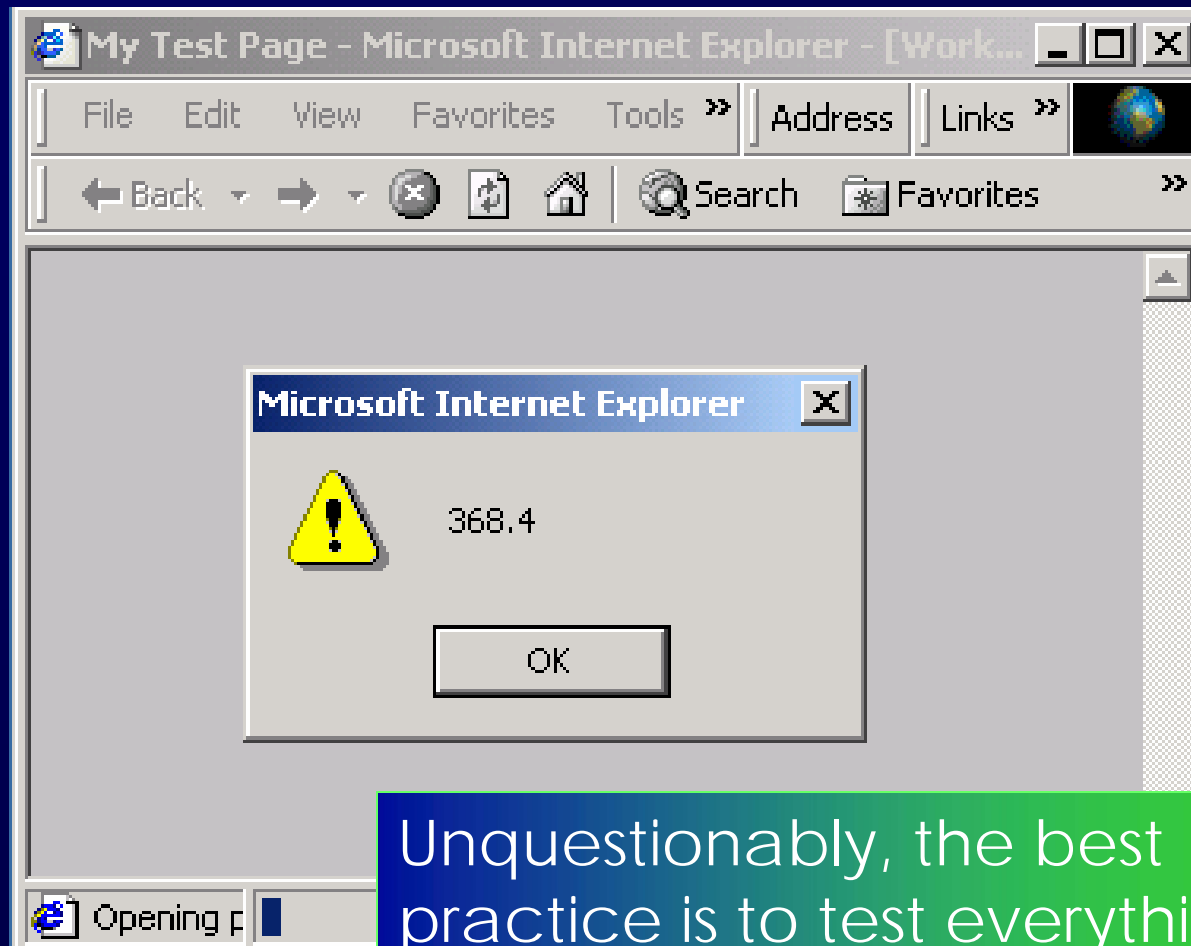 My Test Page - Microsoft Internet Explorer - [Work...
File Edit View Favorites Tools » Address Links »
Back Search Favorites »
Microsoft Internet Explorer
368.4
OK
Unquestionably, the best
Opening
practice is to test